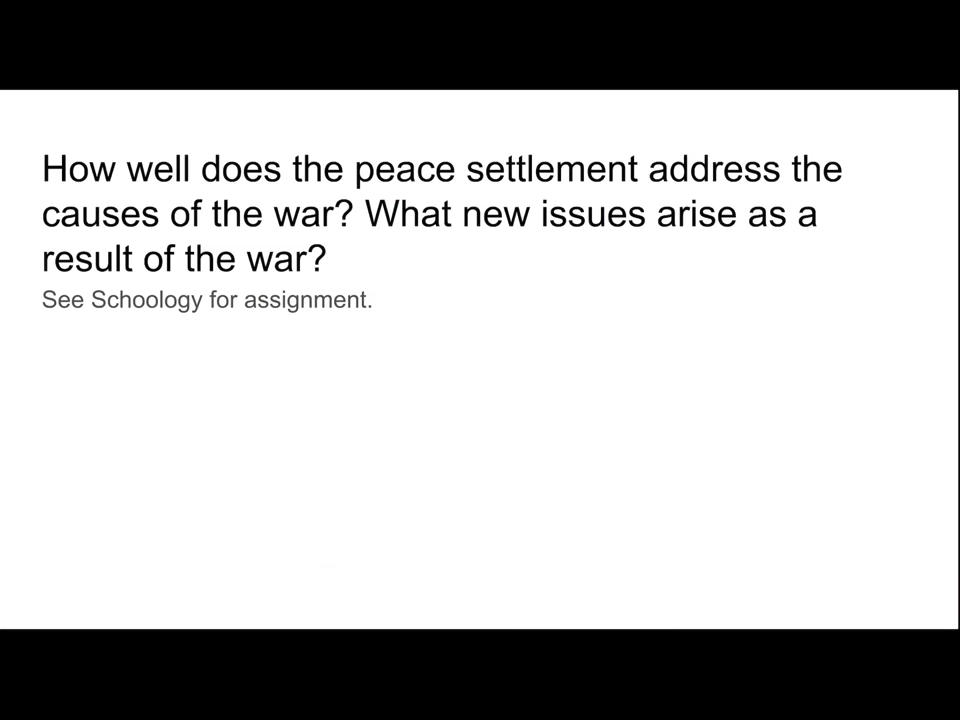 How well does the peace settlement address the
causes of the war? What new issues arise as a
result of the war?
See Schoology for assignment.